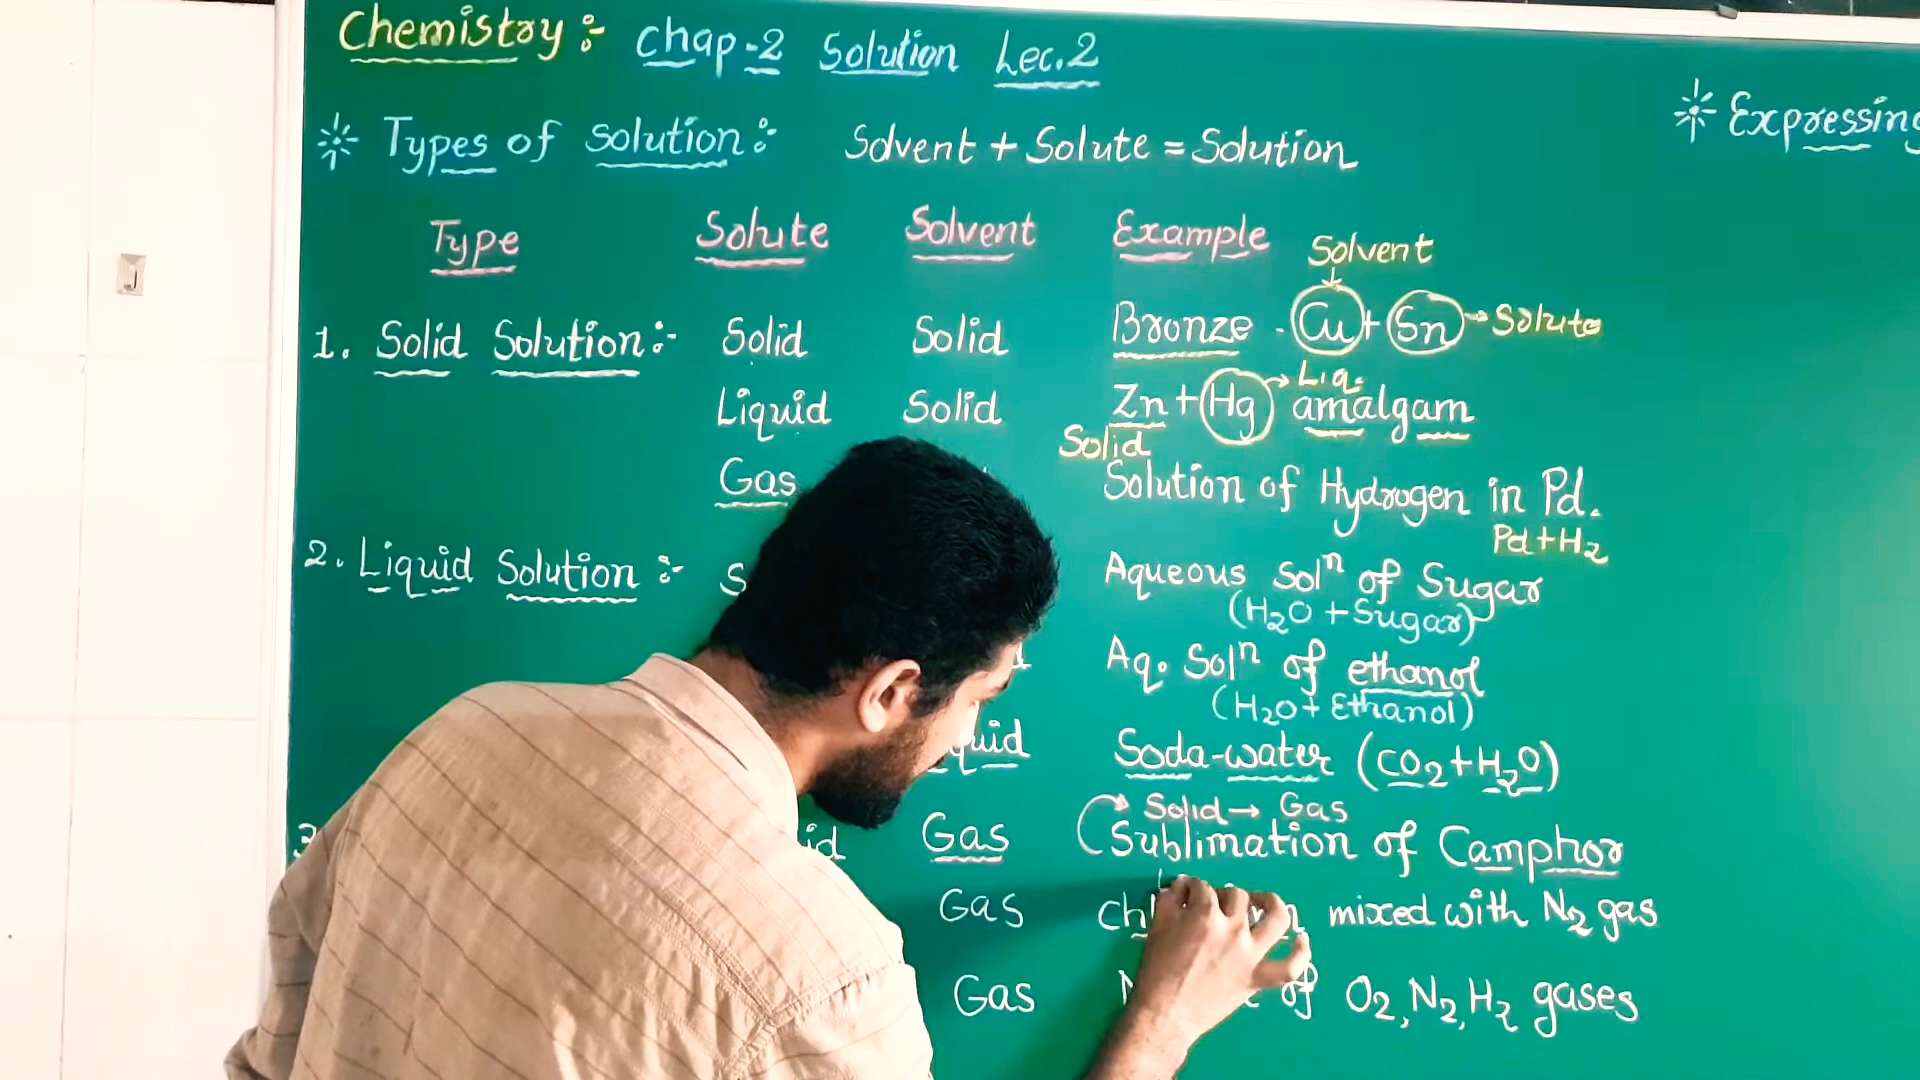 Chemistry :- Chap-2 Solution Lec.2
* Types of Solution :- Solvent + Solute = Solution
* Expressing
Type Solute Solvent Example
Solvent
1. Solid Solution :- Solid Solid Bronze - Cu + Sn → Solute
→ Liq.
Liquid Solid Zn + Hg amalgam
Solid
Gas Solution of Hydrogen in Pd.
Pd + H₂
2. Liquid Solution :- Aqueous Solⁿ of Sugar
(H₂O + Sugar)
Aq. Solⁿ of ethanol
(H₂O + Ethanol)
Soda-water (CO₂ + H₂O)
Solid → Gas
Gas Sublimation of Camphor
Gas mixed with N₂ gas
Gas of O₂, N₂, H₂ gases